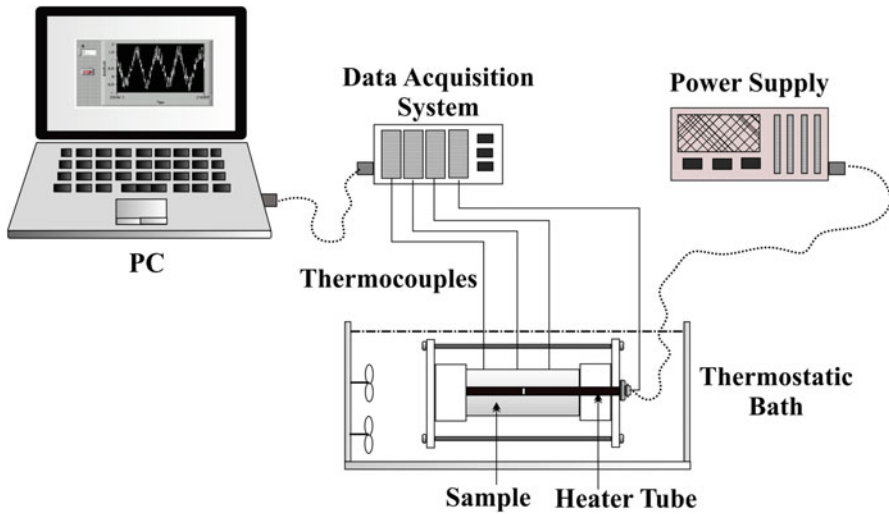 Data Acquisition
System
Power Supply
PC
Thermocouples
Thermostatic
Bath
Sample
Heater Tube